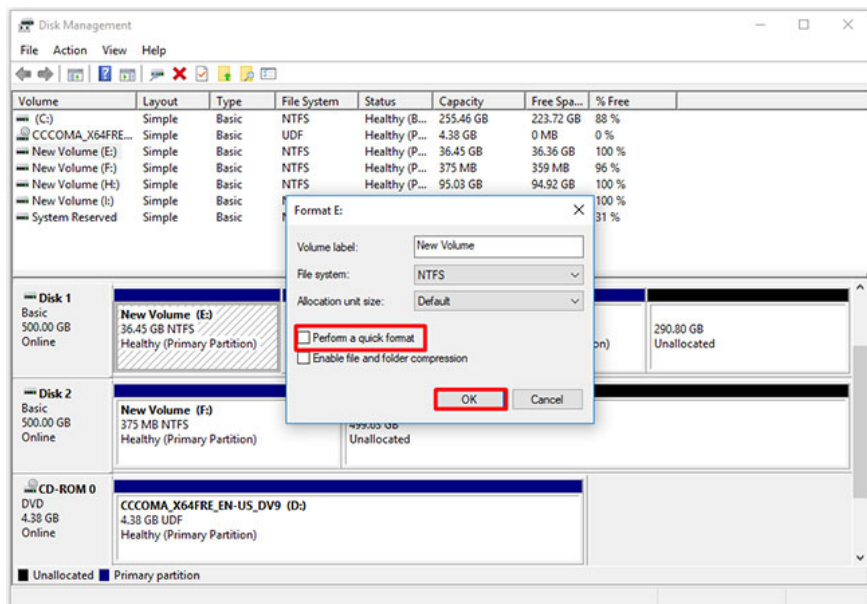 Disk Management
File Action View Help
Volume Layout Type File System Status Capacity Free Spa... % Free
(C:) Simple Basic NTFS Healthy (B... 255.46 GB 223.72 GB 88 %
CCCOMA_X64FRE... Simple Basic UDF Healthy (P... 4.38 GB 0 MB 0 %
New Volume (E:) Simple Basic NTFS Healthy (P... 36.45 GB 36.36 GB 100 %
New Volume (F:) Simple Basic NTFS Healthy (P... 375 MB 359 MB 96 %
New Volume (H:) Simple Basic NTFS Healthy (P... 95.03 GB 94.92 GB 100 %
New Volume (I:) Simple Basic 100 %
System Reserved Simple Basic 31 %
Format E:
Volume label: New Volume
File system: NTFS
Allocation unit size: Default
Perform a quick format
Enable file and folder compression
OK Cancel
Disk 1
Basic
500.00 GB
Online
New Volume (E:)
36.45 GB NTFS
Healthy (Primary Partition)
on)
290.80 GB
Unallocated
Disk 2
Basic
500.00 GB
Online
New Volume (F:)
375 MB NTFS
Healthy (Primary Partition)
499.63 GB
Unallocated
CD-ROM 0
DVD
4.38 GB
Online
CCCOMA_X64FRE_EN-US_DV9 (D:)
4.38 GB UDF
Healthy (Primary Partition)
Unallocated Primary partition